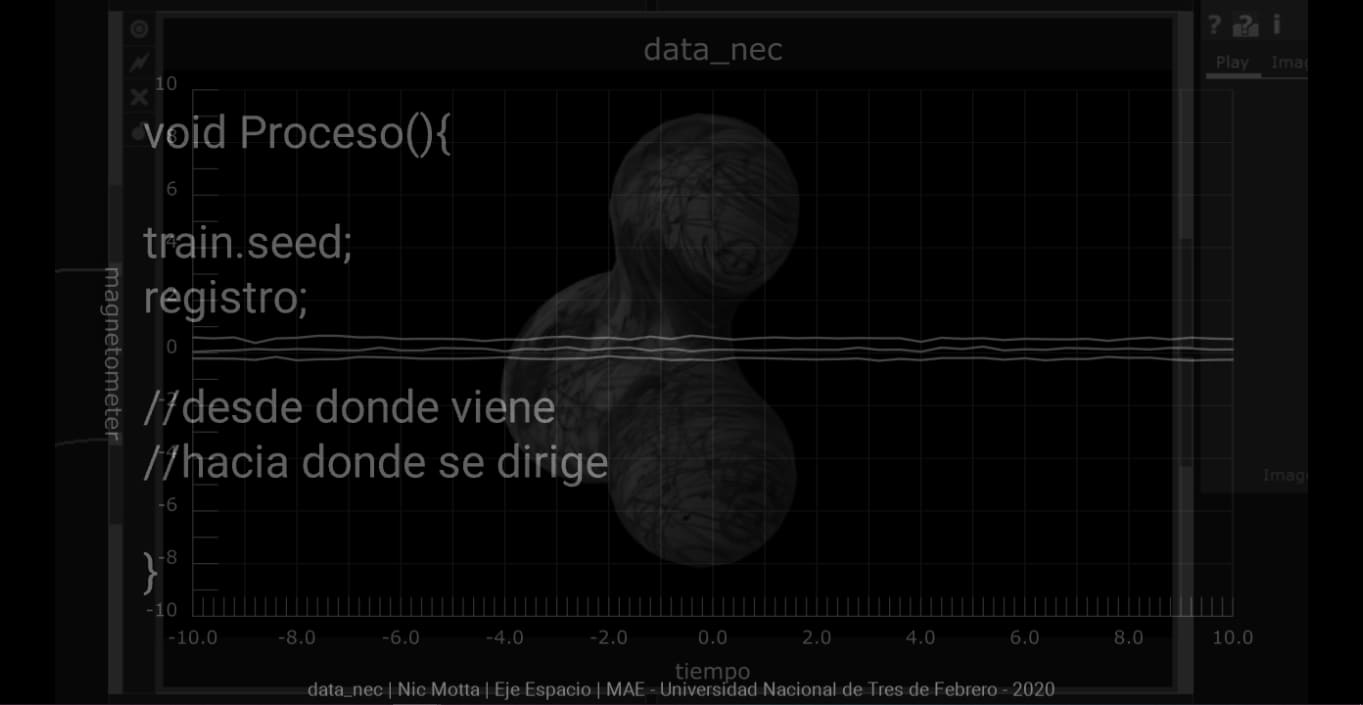 ? i
Play Imag
data_nec
10
8
6
4
2
0
-2
-4
-6
-8
-10
void Proceso(){
train.seed;
registro;
//desde donde viene
//hacia donde se dirige
}
magnetometer
Imag
-10.0 -8.0 -6.0 -4.0 -2.0 0.0 2.0 4.0 6.0 8.0 10.0
tiempo
data_nec | Nic Motta | Eje Espacio | MAE - Universidad Nacional de Tres de Febrero - 2020